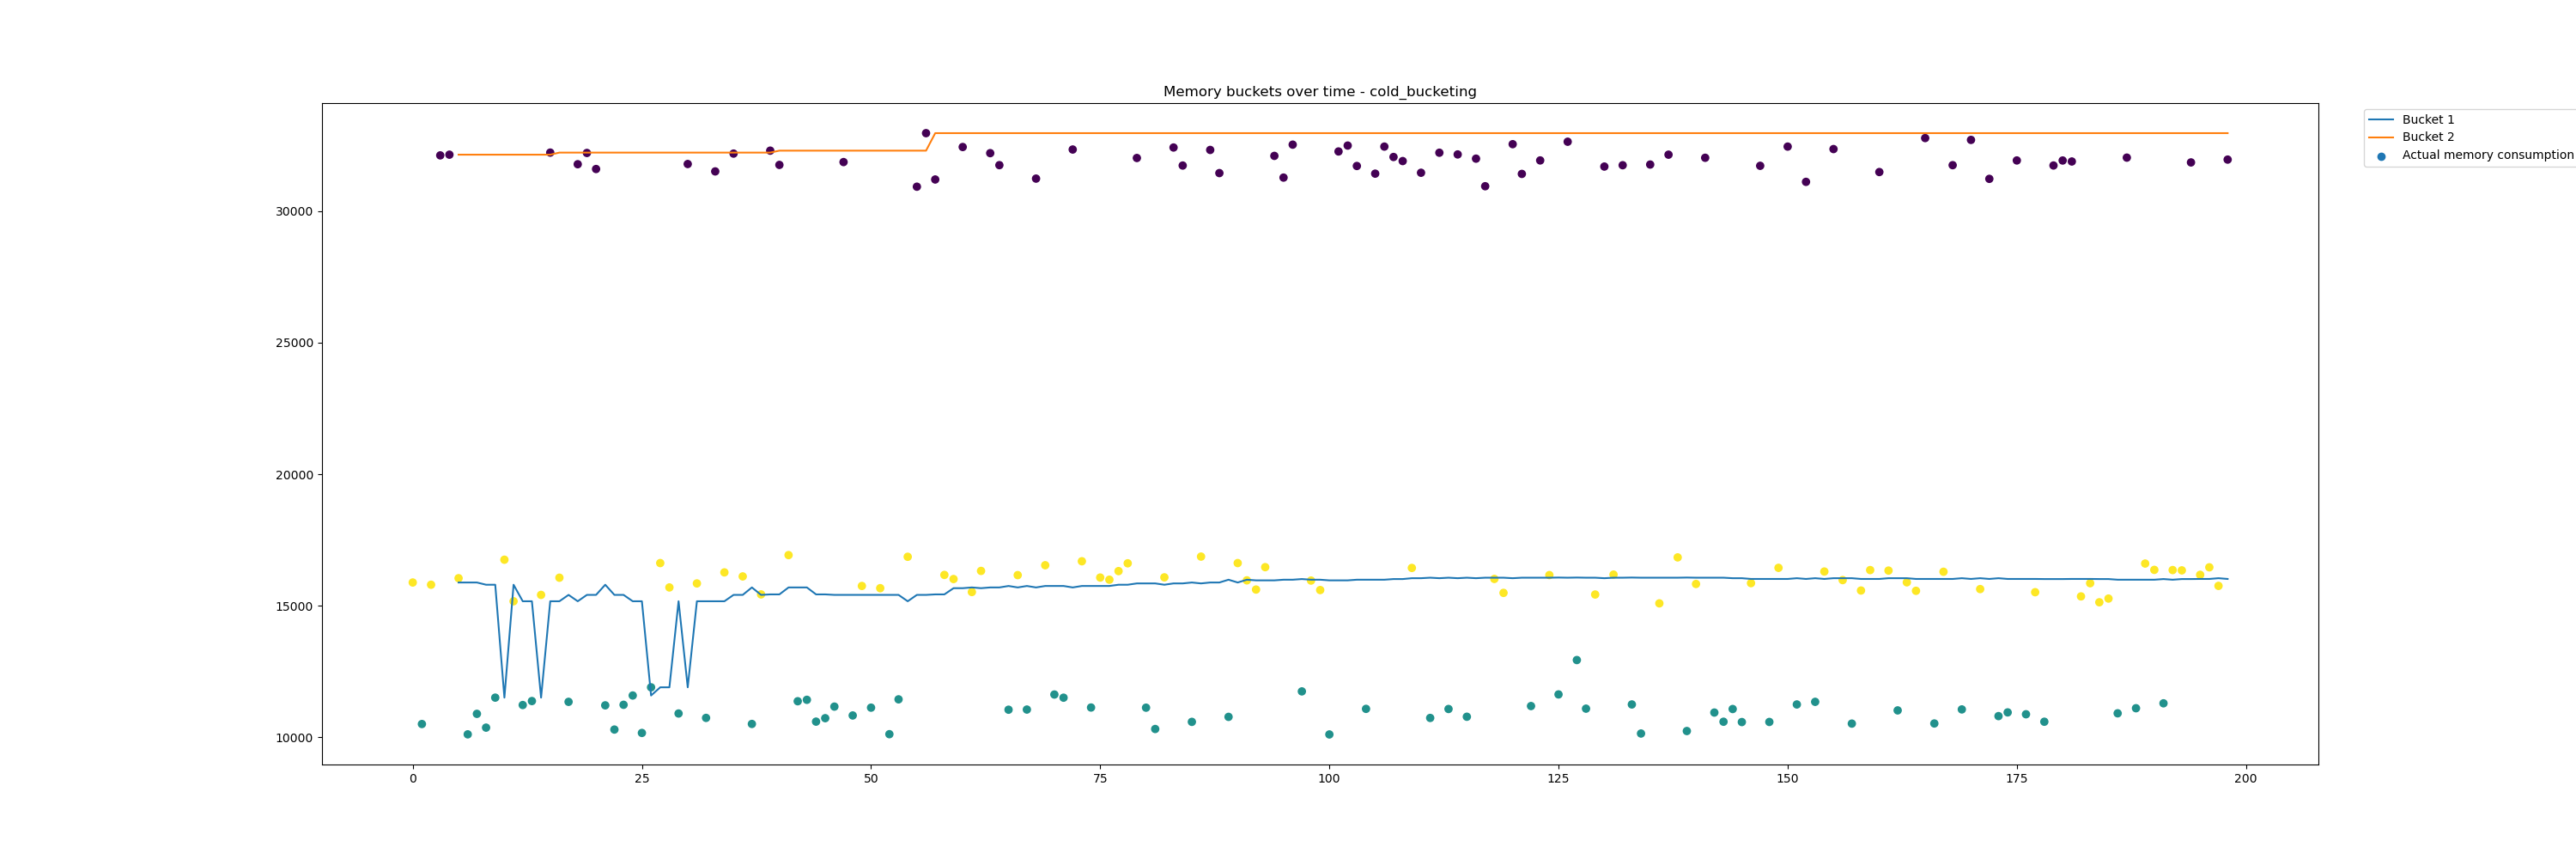 Memory buckets over time - cold_bucketing
Bucket 1
Bucket 2
Actual memory consumption
30000
25000
20000
15000
10000
0 25 50 75 100 125 150 175 200